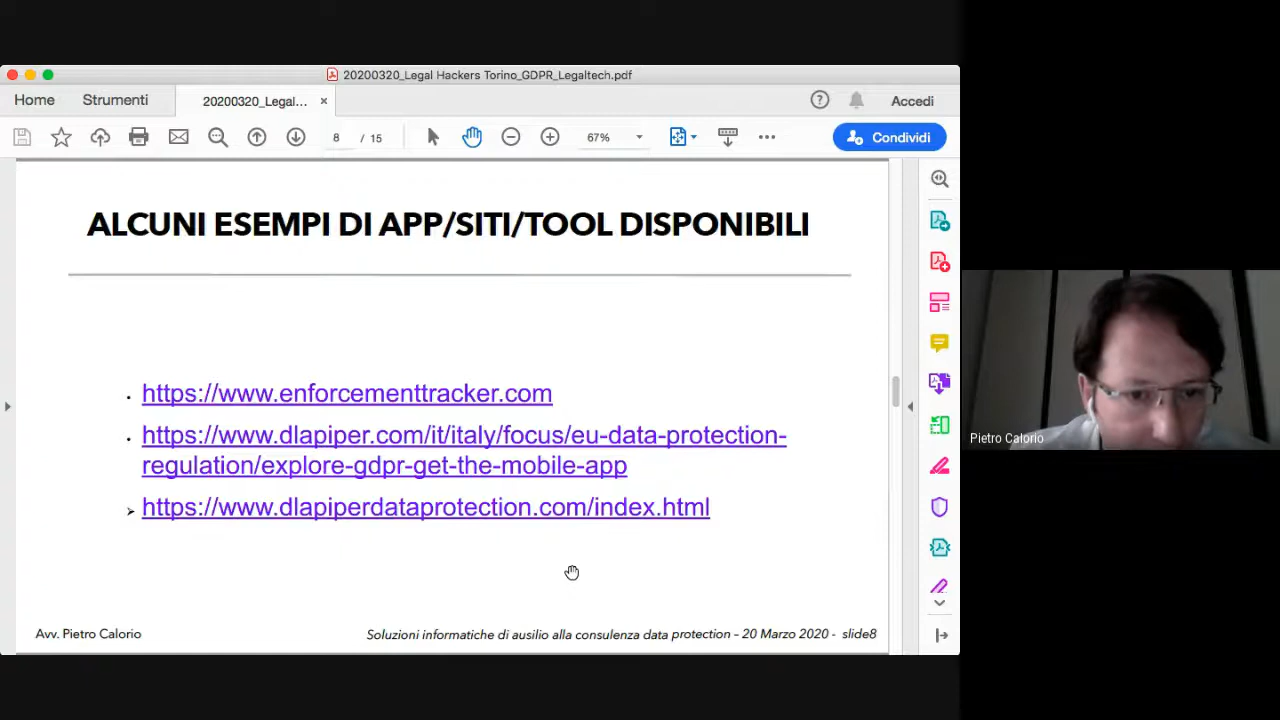 20200320_Legal Hackers Torino_GDPR_Legaltech.pdf
Home Strumenti 20200320_Legal... × ? Accedi
8 / 15 67% Condividi
ALCUNI ESEMPI DI APP/SITI/TOOL DISPONIBILI
https://www.enforcementtracker.com
https://www.dlapiper.com/it/italy/focus/eu-data-protection-
regulation/explore-gdpr-get-the-mobile-app
https://www.dlapiperdataprotection.com/index.html
Pietro Calorio
Avv. Pietro Calorio Soluzioni informatiche di ausilio alla consulenza data protection – 20 Marzo 2020 - slide8